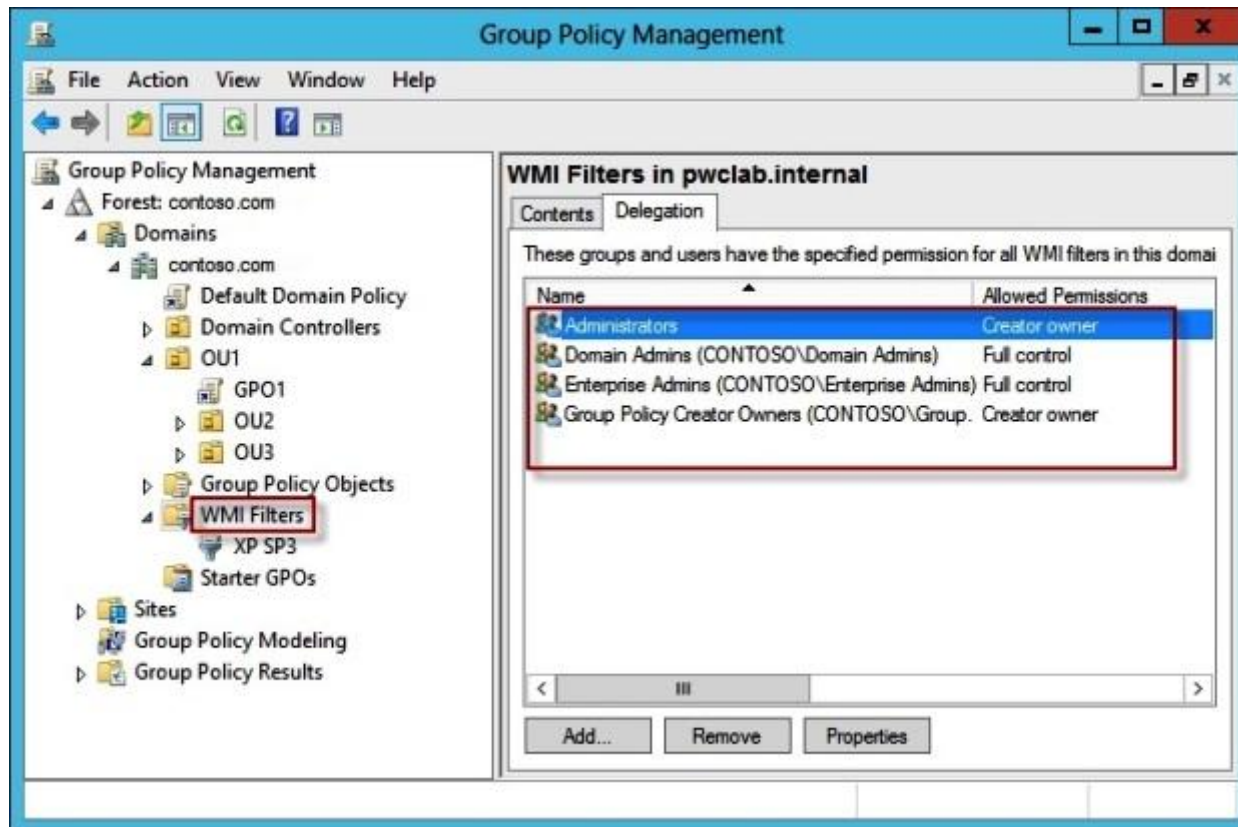 Group Policy Management
File Action View Window Help
Group Policy Management
Forest: contoso.com
Domains
contoso.com
Default Domain Policy
Domain Controllers
OU1
GPO1
OU2
OU3
Group Policy Objects
WMI Filters
XP SP3
Starter GPOs
Sites
Group Policy Modeling
Group Policy Results
WMI Filters in pwclab.internal
Contents Delegation
These groups and users have the specified permission for all WMI filters in this domai
Name Allowed Permissions
Administrators Creator owner
Domain Admins (CONTOSO\Domain Admins) Full control
Enterprise Admins (CONTOSO\Enterprise Admins) Full control
Group Policy Creator Owners (CONTOSO\Group. Creator owner
Add... Remove Properties